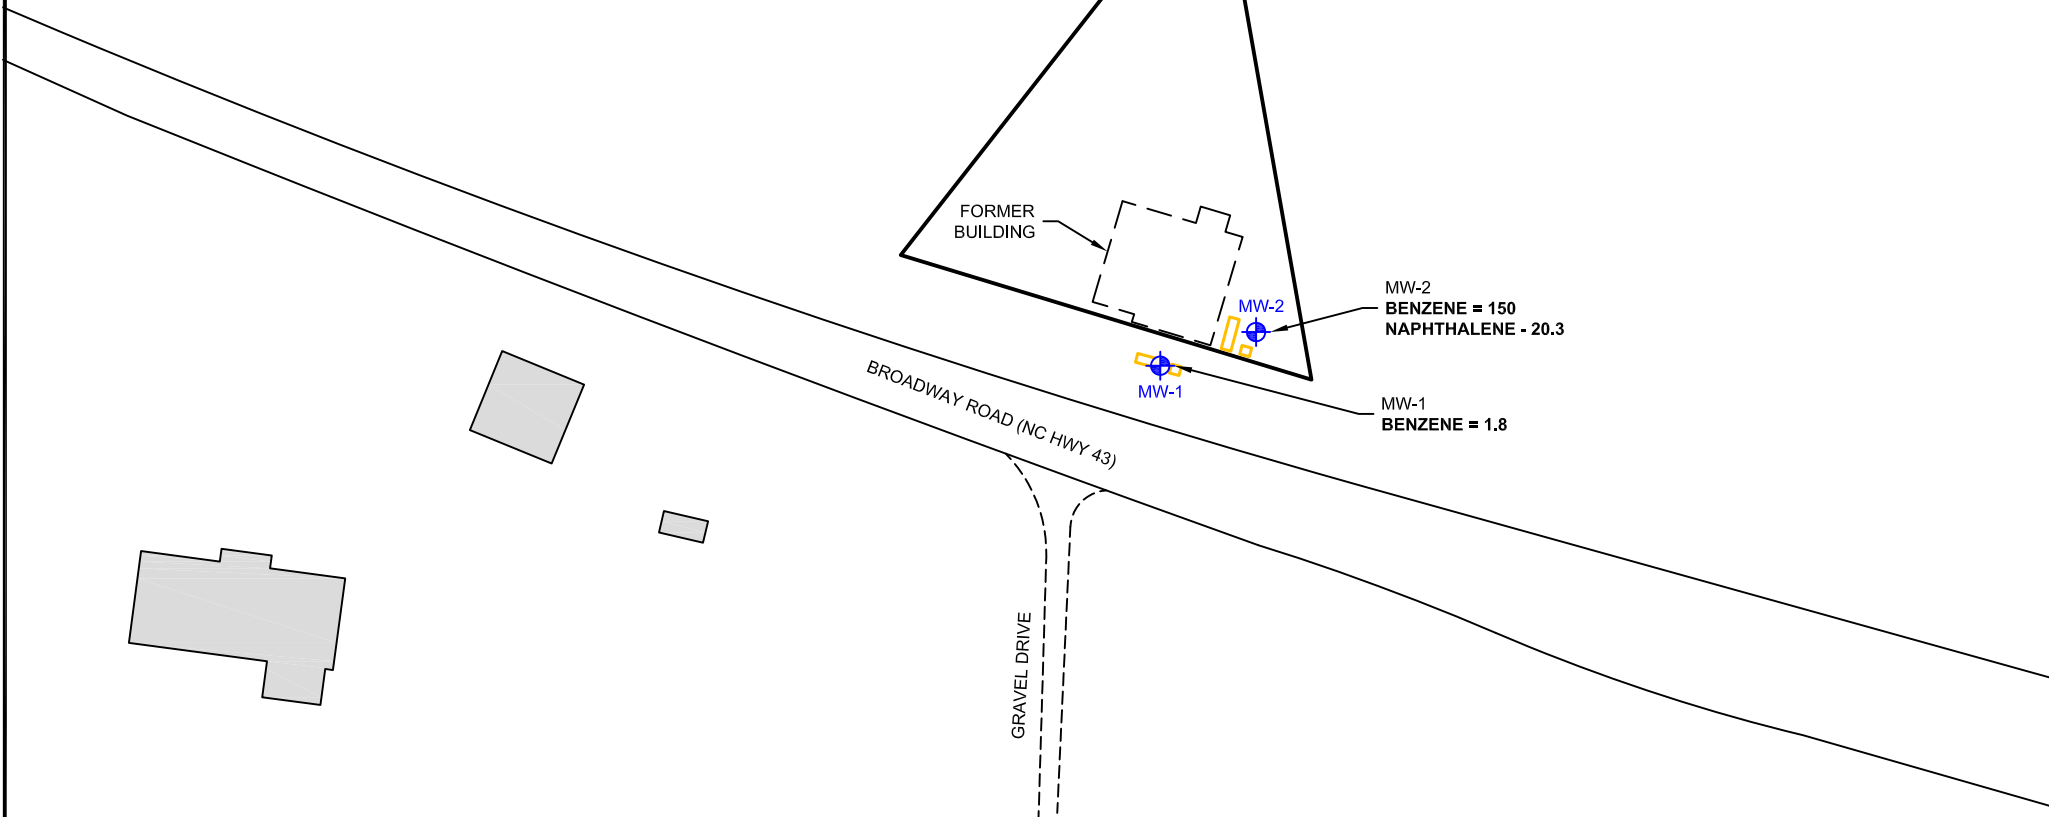 FORMER
BUILDING
MW-2
MW-2
BENZENE = 150
NAPHTHALENE - 20.3
MW-1
MW-1
BENZENE = 1.8
BROADWAY ROAD (NC HWY 43)
GRAVEL DRIVE